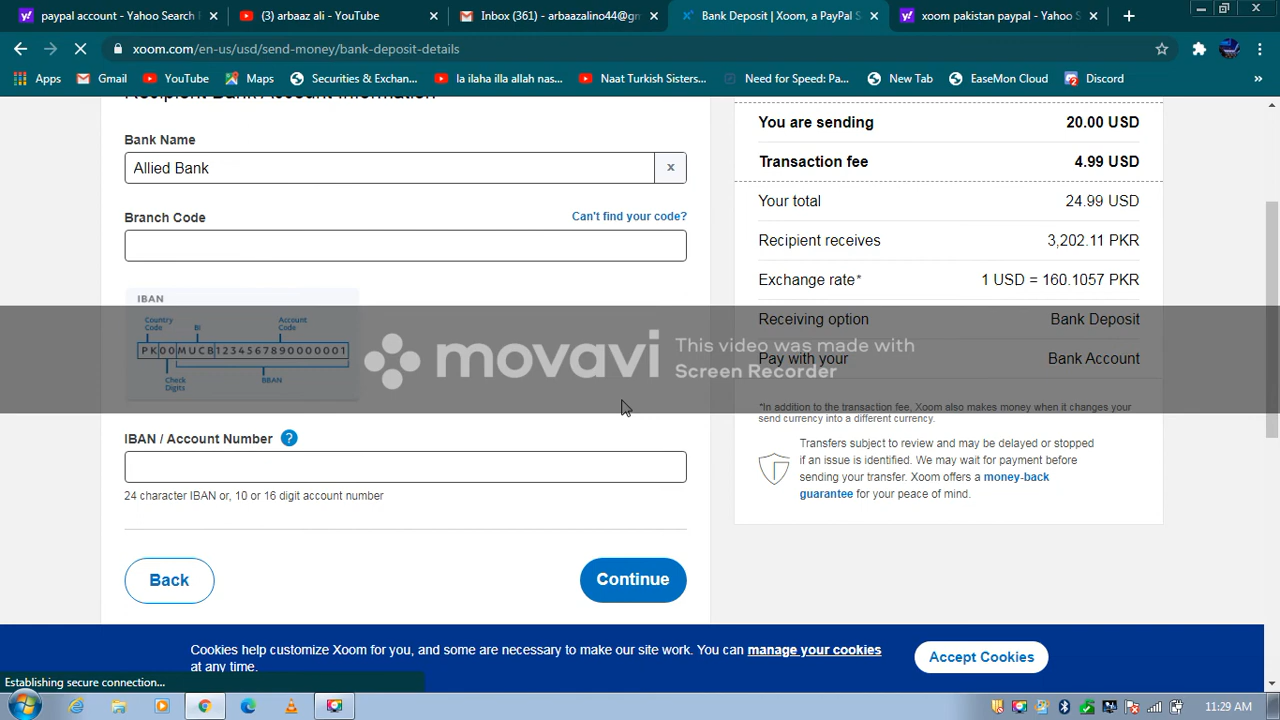 paypal account - Yahoo Search
(3) arbaaz ali - YouTube
Inbox (361) - arbaazalino44@gm
Bank Deposit | Xoom, a PayPal S
xoom pakistan paypal - Yahoo S
xoom.com/en-us/usd/send-money/bank-deposit-details
Apps
Gmail
YouTube
Maps
Securities & Exchan...
la ilaha illa allah nas...
Naat Turkish Sisters...
Need for Speed: Pa...
New Tab
EaseMon Cloud
Discord
»
Recipient Bank Account Information
Bank Name
Allied Bank
x
Branch Code
Can't find your code?
IBAN
Country Code
BI
Account Code
PK00MUCB1234567890000001
Check Digits
BBAN
IBAN / Account Number ?
24 character IBAN or, 10 or 16 digit account number
Back
Continue
You are sending 20.00 USD
Transaction fee 4.99 USD
Your total 24.99 USD
Recipient receives 3,202.11 PKR
Exchange rate* 1 USD = 160.1057 PKR
Receiving option Bank Deposit
Pay with your Bank Account
*In addition to the transaction fee, Xoom also makes money when it changes your
send currency into a different currency.
Transfers subject to review and may be delayed or stopped
if an issue is identified. We may wait for payment before
sending your transfer. Xoom offers a money-back
guarantee for your peace of mind.
movavi
This video was made with
Screen Recorder
Cookies help customize Xoom for you, and some are necessary to make our site work. You can manage your cookies
at any time.
Accept Cookies
Establishing secure connection...
11:29 AM